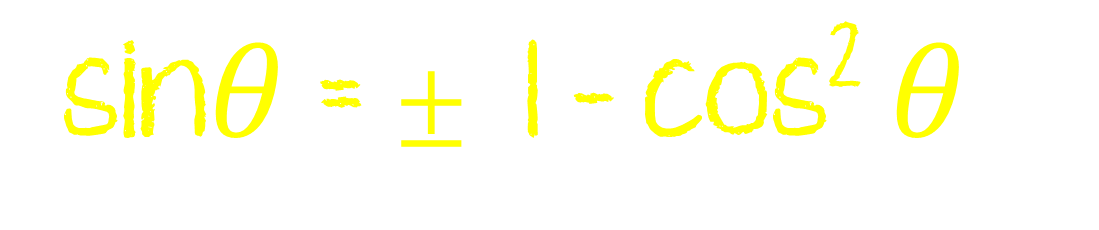 sinθ = ± 1 - cos² θ